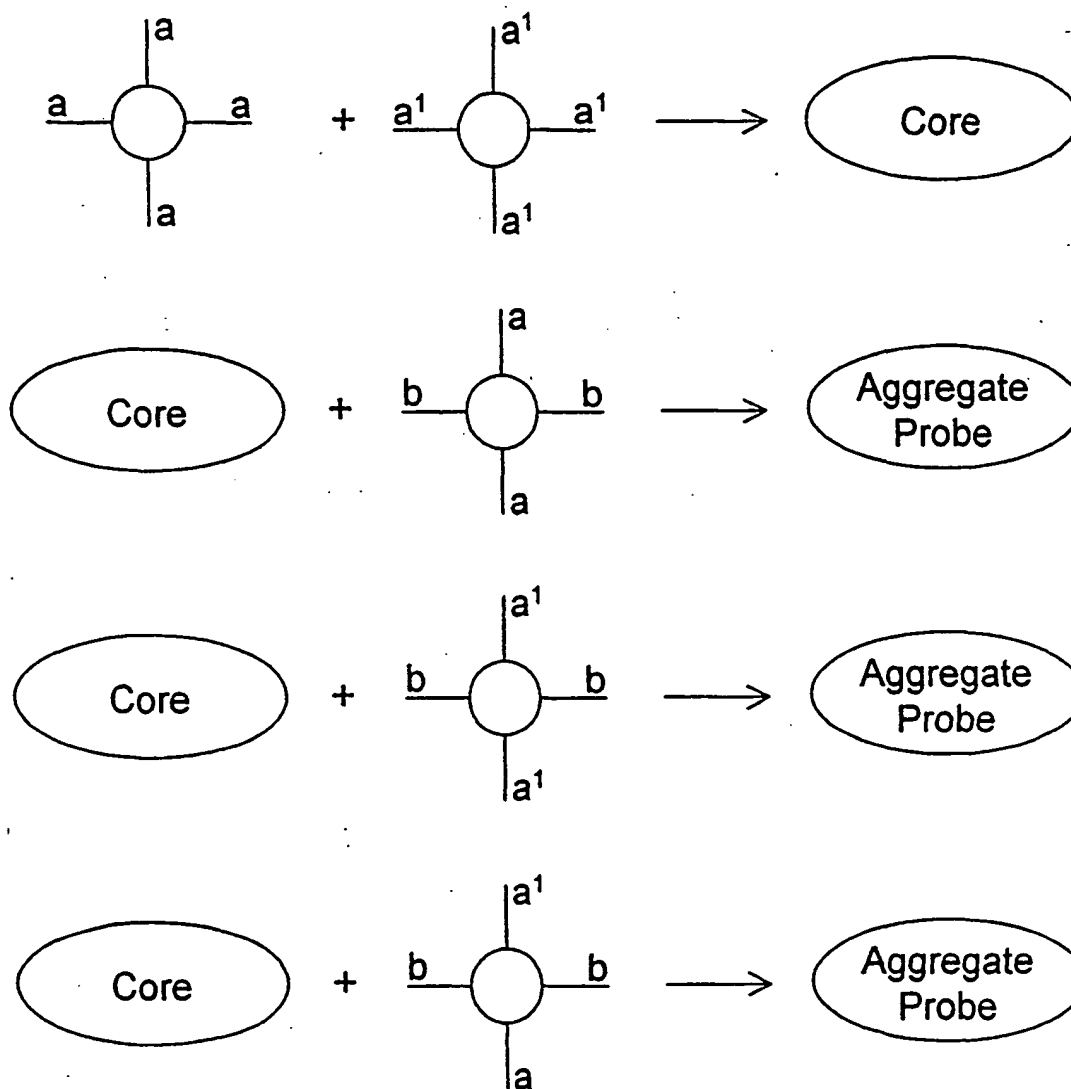 a a¹
a a + a¹ a¹ → Core
a a¹
a
Core + b b → Aggregate
Probe
a
a¹
Core + b b → Aggregate
Probe
a¹
a¹
Core + b b → Aggregate
Probe
a